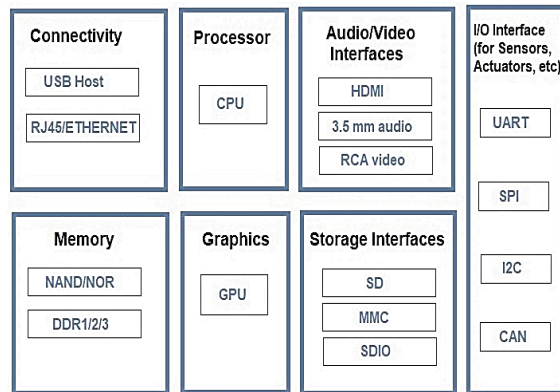 Connectivity
USB Host
RJ45/ETHERNET
Processor
CPU
Audio/Video
Interfaces
HDMI
3.5 mm audio
RCA video
I/O Interface
(for Sensors,
Actuators, etc)
UART
SPI
I2C
CAN
Memory
NAND/NOR
DDR1/2/3
Graphics
GPU
Storage Interfaces
SD
MMC
SDIO